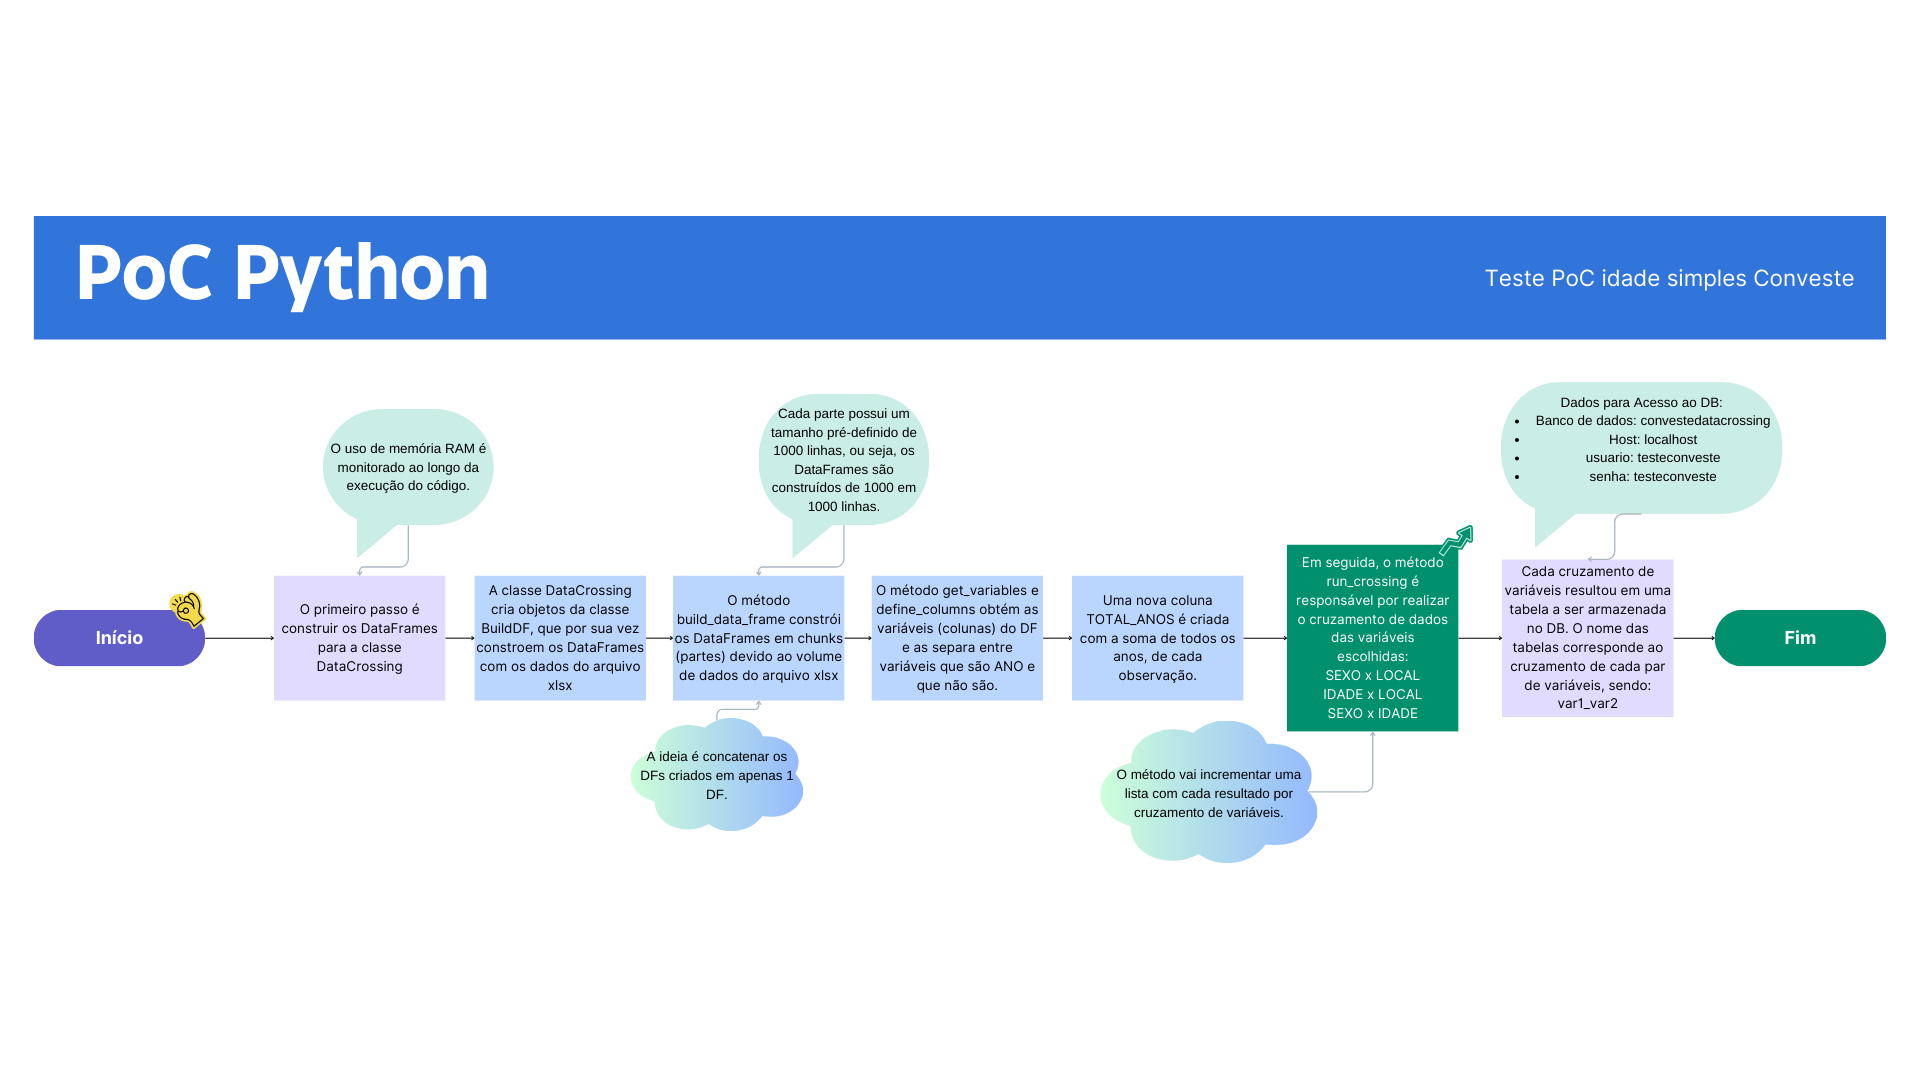 PoC Python
Teste PoC idade simples Conveste
O uso de memória RAM é
monitorado ao longo da
execução do código.
Cada parte possui um
tamanho pré-definido de
1000 linhas, ou seja, os
DataFrames são
construídos de 1000 em
1000 linhas.
Dados para Acesso ao DB:
• Banco de dados: convestedatacrossing
• Host: localhost
• usuario: testeconveste
• senha: testeconveste
Início
O primeiro passo é
construir os DataFrames
para a classe
DataCrossing
A classe DataCrossing
cria objetos da classe
BuildDF, que por sua vez
constroem os DataFrames
com os dados do arquivo
xlsx
O método
build_data_frame constrói
os DataFrames em chunks
(partes) devido ao volume
de dados do arquivo xlsx
O método get_variables e
define_columns obtém as
variáveis (colunas) do DF
e as separa entre
variáveis que são ANO e
que não são.
Uma nova coluna
TOTAL_ANOS é criada
com a soma de todos os
anos, de cada
observação.
Em seguida, o método
run_crossing é
responsável por realizar
o cruzamento de dados
das variáveis
escolhidas:
SEXO x LOCAL
IDADE x LOCAL
SEXO x IDADE
Cada cruzamento de
variáveis resultou em uma
tabela a ser armazenada
no DB. O nome das
tabelas corresponde ao
cruzamento de cada par
de variáveis, sendo:
var1_var2
Fim
A ideia é concatenar os
DFs criados em apenas 1
DF.
O método vai incrementar uma
lista com cada resultado por
cruzamento de variáveis.